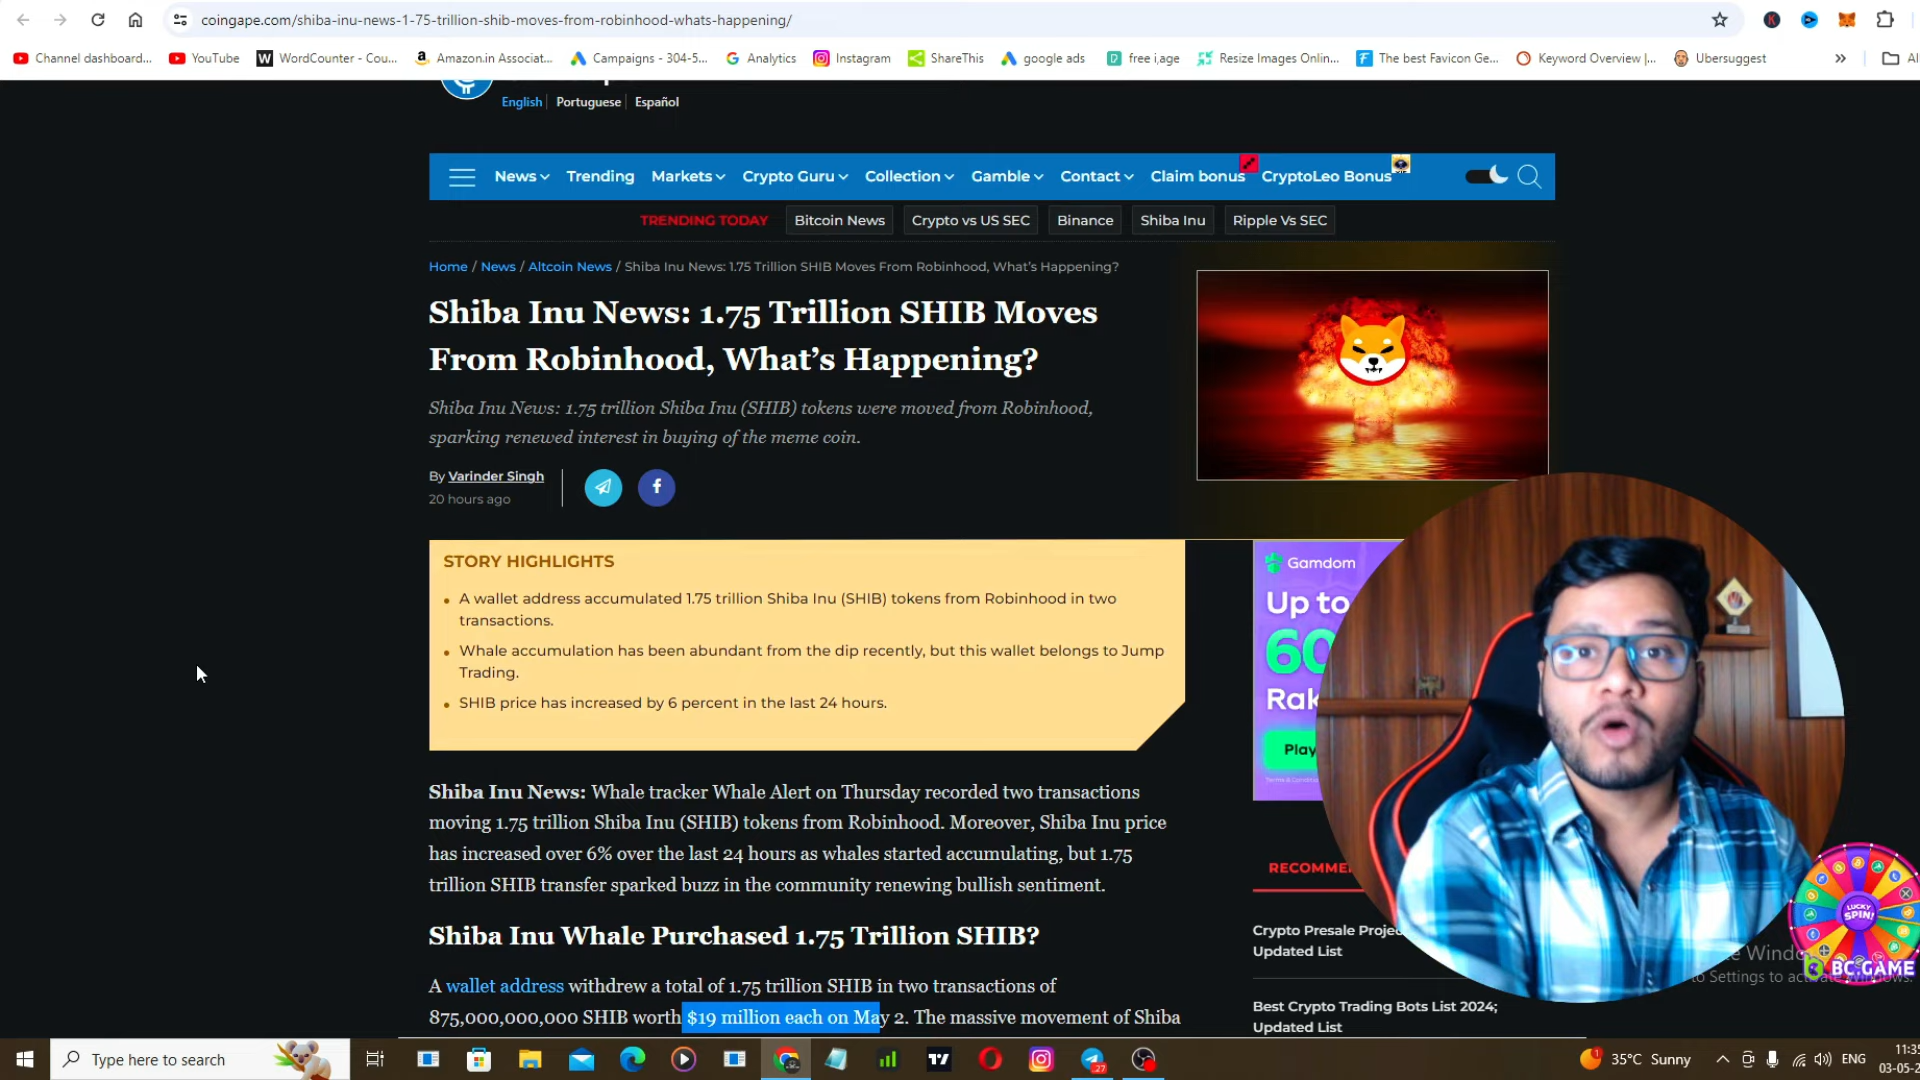 coingape.com/shiba-inu-news-1-75-trillion-shib-moves-from-robinhood-whats-happening/
Channel dashboard...
YouTube
WordCounter - Cou...
Amazon.in Associat...
Campaigns - 304-5...
Analytics
Instagram
ShareThis
google ads
free i,age
Resize Images Onlin...
The best Favicon Ge...
Keyword Overview |...
Ubersuggest
»
English
Portuguese
Español
News
Trending
Markets
Crypto Guru
Collection
Gamble
Contact
Claim bonus
CryptoLeo Bonus
TRENDING TODAY
Bitcoin News
Crypto vs US SEC
Binance
Shiba Inu
Ripple Vs SEC
Home / News / Altcoin News / Shiba Inu News: 1.75 Trillion SHIB Moves From Robinhood, What's Happening?
Shiba Inu News: 1.75 Trillion SHIB Moves
From Robinhood, What's Happening?
Shiba Inu News: 1.75 trillion Shiba Inu (SHIB) tokens were moved from Robinhood,
sparking renewed interest in buying of the meme coin.
By Varinder Singh
20 hours ago
STORY HIGHLIGHTS
• A wallet address accumulated 1.75 trillion Shiba Inu (SHIB) tokens from Robinhood in two
transactions.
• Whale accumulation has been abundant from the dip recently, but this wallet belongs to Jump
Trading.
• SHIB price has increased by 6 percent in the last 24 hours.
Gamdom
Up to
60
Rak
Play
Shiba Inu News: Whale tracker Whale Alert on Thursday recorded two transactions
moving 1.75 trillion Shiba Inu (SHIB) tokens from Robinhood. Moreover, Shiba Inu price
has increased over 6% over the last 24 hours as whales started accumulating, but 1.75
trillion SHIB transfer sparked buzz in the community renewing bullish sentiment.
RECOMME
Crypto Presale Projec
Updated List
Best Crypto Trading Bots List 2024;
Updated List
Shiba Inu Whale Purchased 1.75 Trillion SHIB?
A wallet address withdrew a total of 1.75 trillion SHIB in two transactions of
875,000,000,000 SHIB worth $19 million each on May 2. The massive movement of Shiba
LUCKY
SPIN!
BC.GAME
Type here to search
27
35°C Sunny
ENG
11:35
03-05-2